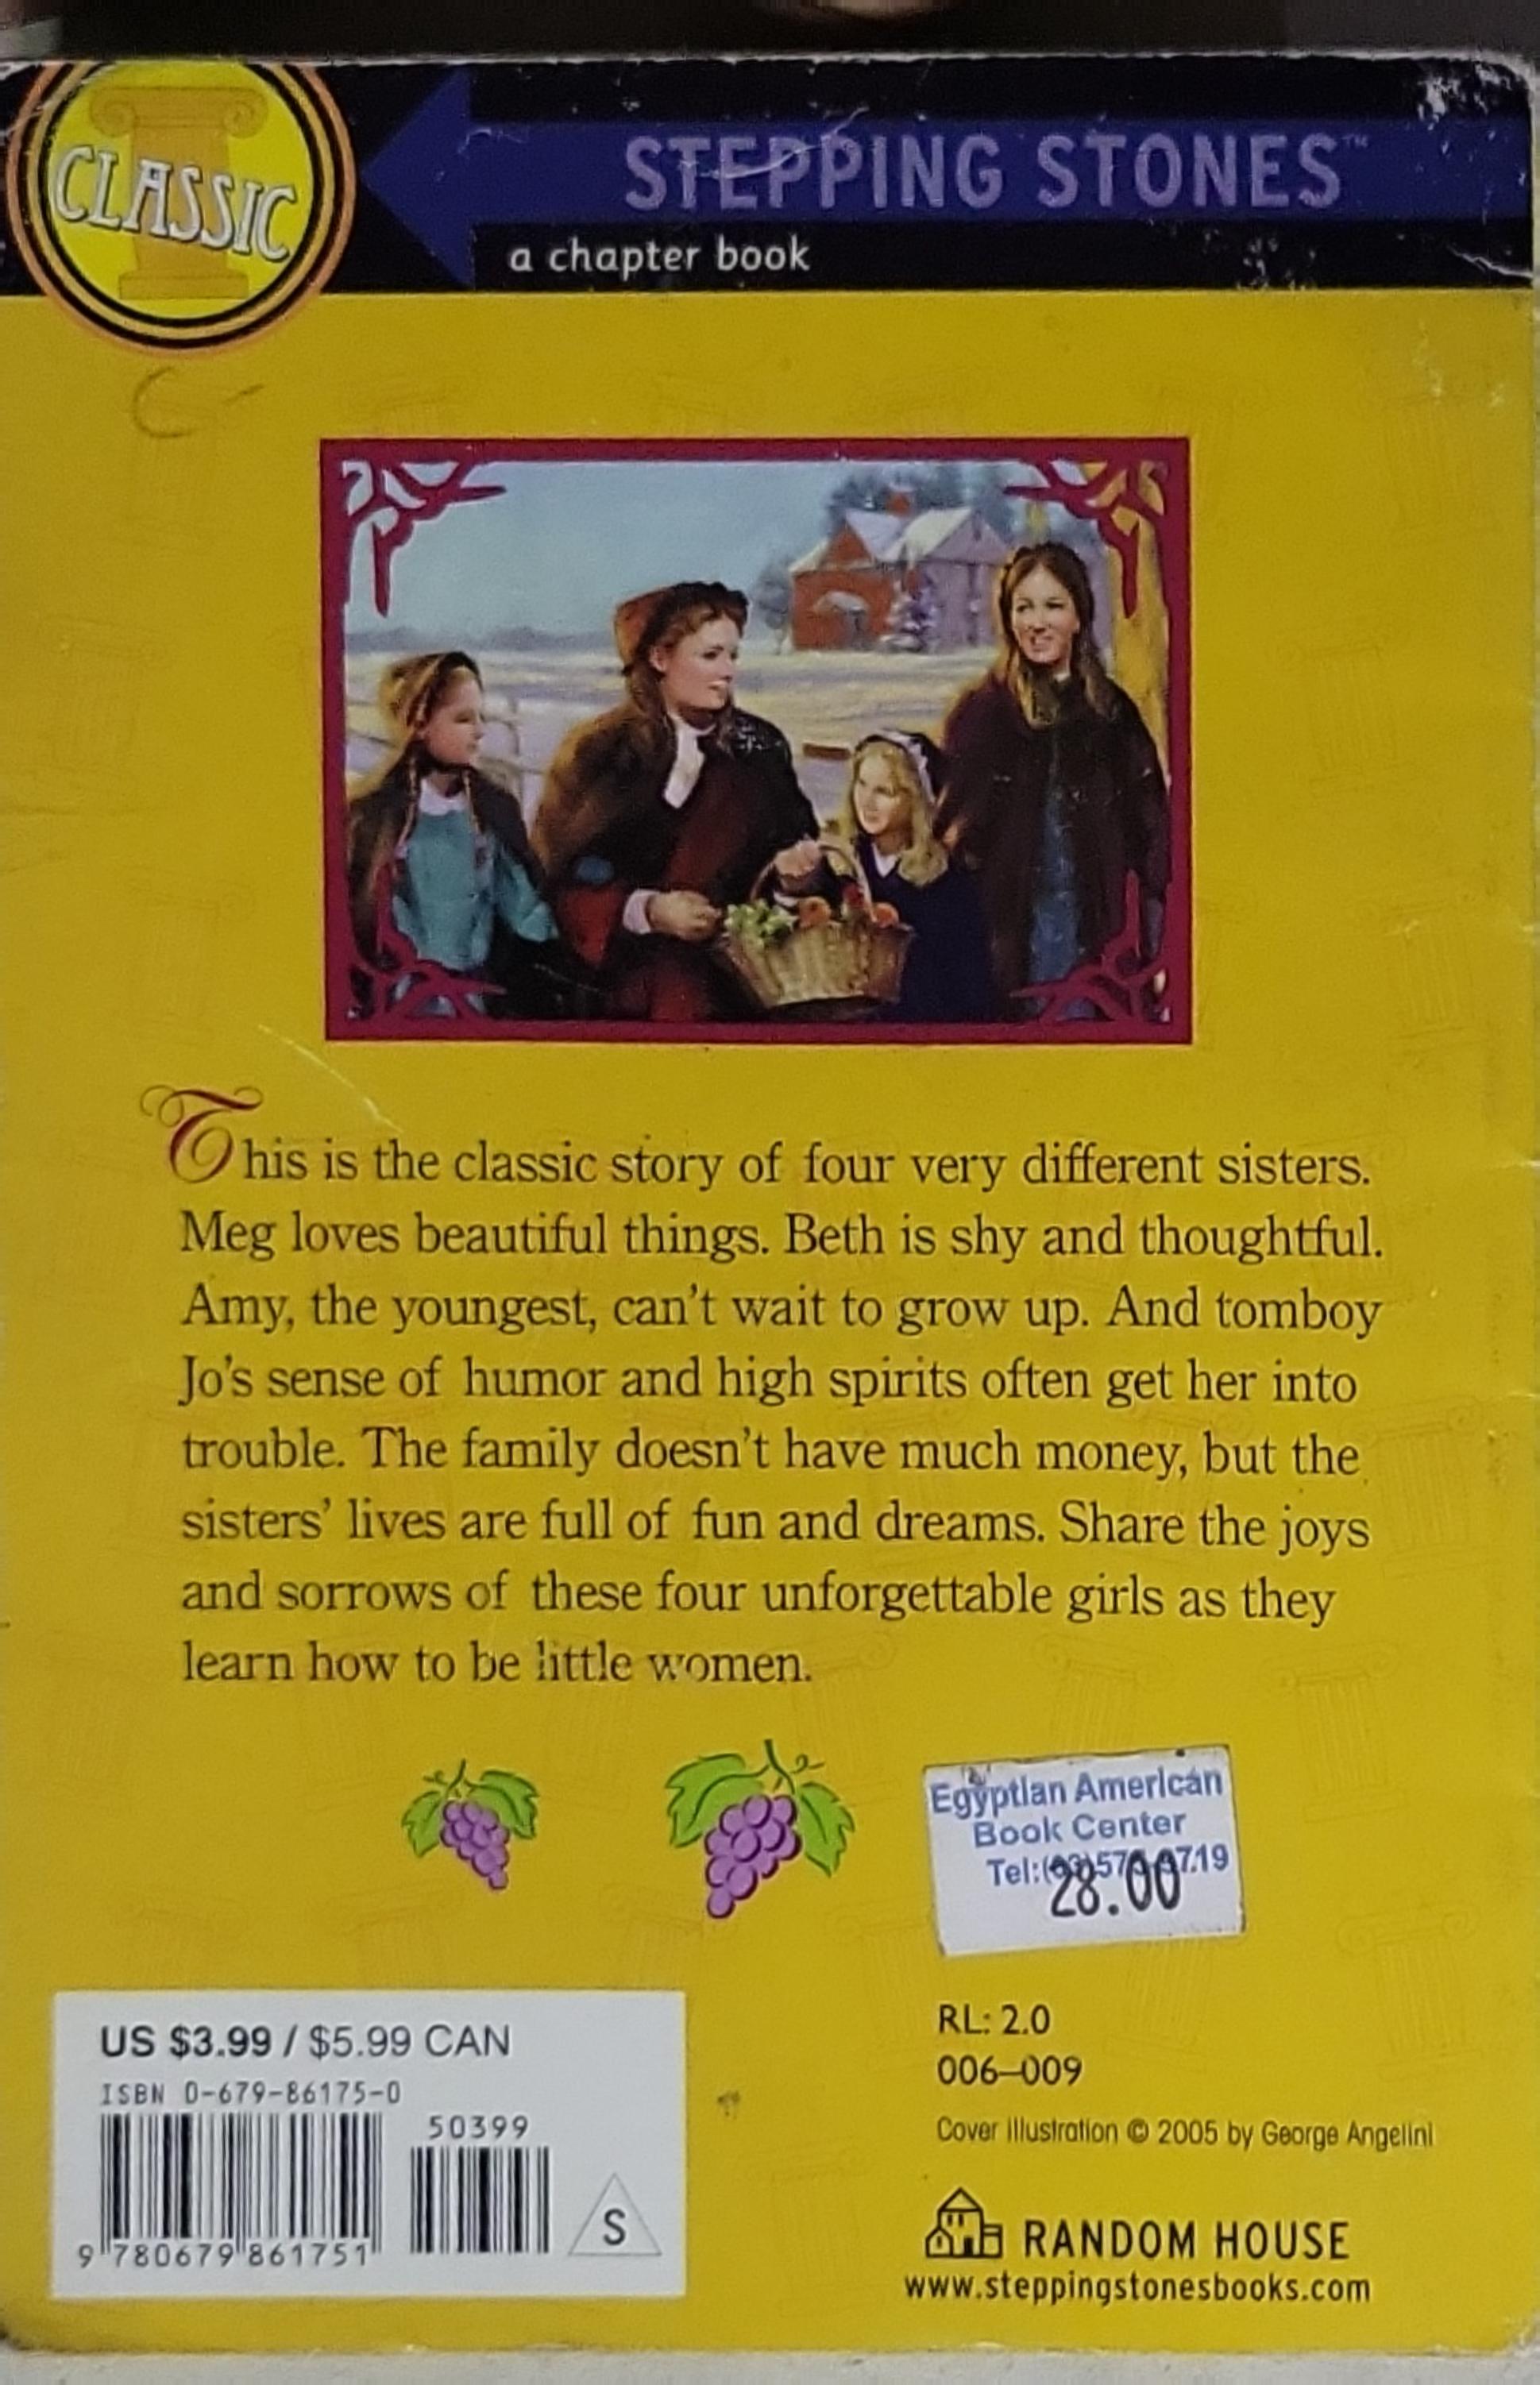 CLASSIC
STEPPING STONES™
a chapter book
This is the classic story of four very different sisters.
Meg loves beautiful things. Beth is shy and thoughtful.
Amy, the youngest, can't wait to grow up. And tomboy
Jo's sense of humor and high spirits often get her into
trouble. The family doesn't have much money, but the
sisters' lives are full of fun and dreams. Share the joys
and sorrows of these four unforgettable girls as they
learn how to be little women.
Egyptian American
Book Center
Tel:
28.00
US $3.99 / $5.99 CAN
ISBN 0-679-86175-0
50399
9 780679 861751
S
RL: 2.0
006–009
Cover illustration © 2005 by George Angelini
RANDOM HOUSE
www.steppingstonesbooks.com